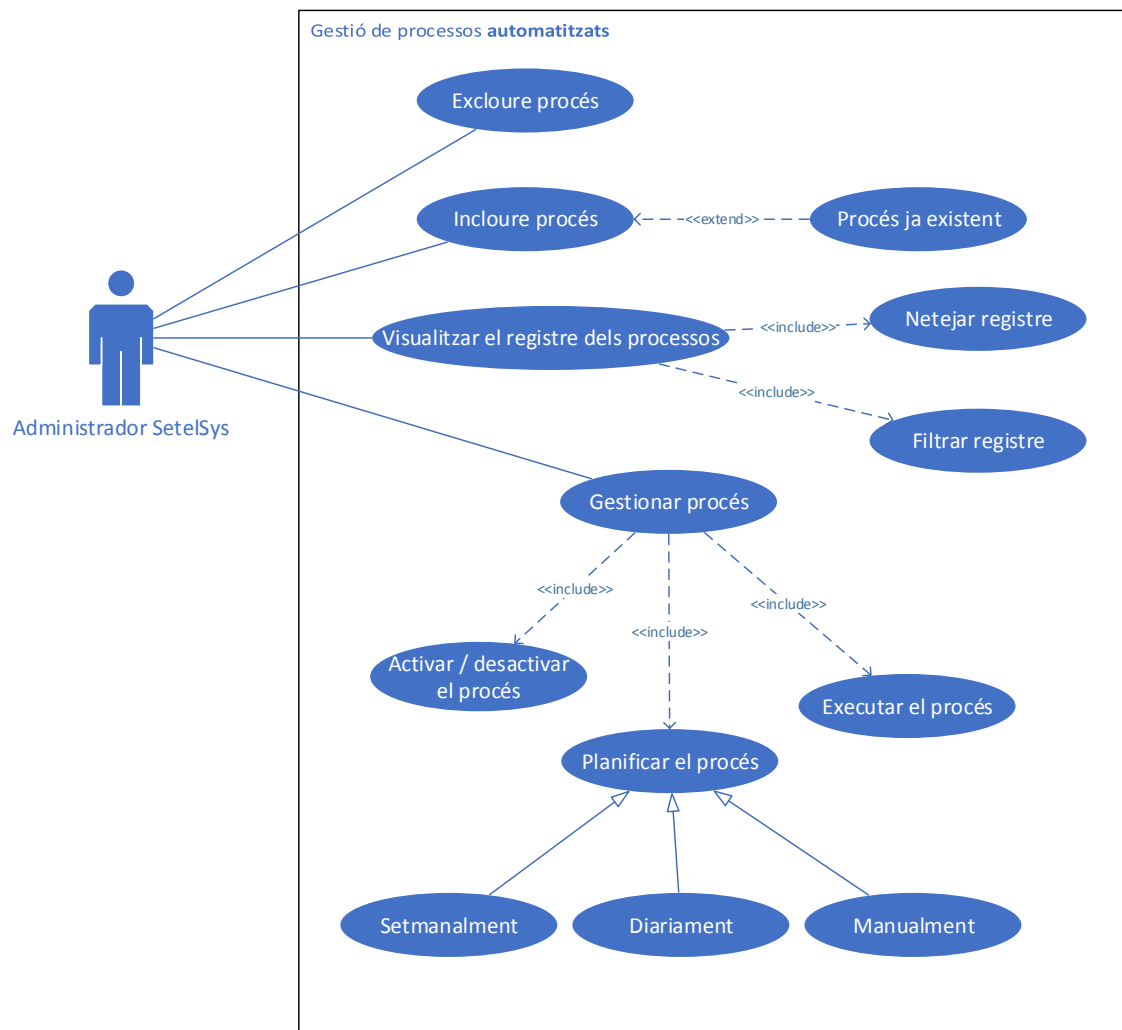 Gestió de processos automatitzats
Excloure procés
Incloure procés
<<extend>>
Procés ja existent
Visualitzar el registre dels processos
<<include>>
Netejar registre
<<include>>
Filtrar registre
Administrador SetelSys
Gestionar procés
<<include>>
<<include>>
<<include>>
Activar / desactivar
el procés
Executar el procés
Planificar el procés
Setmanalment
Diariament
Manualment